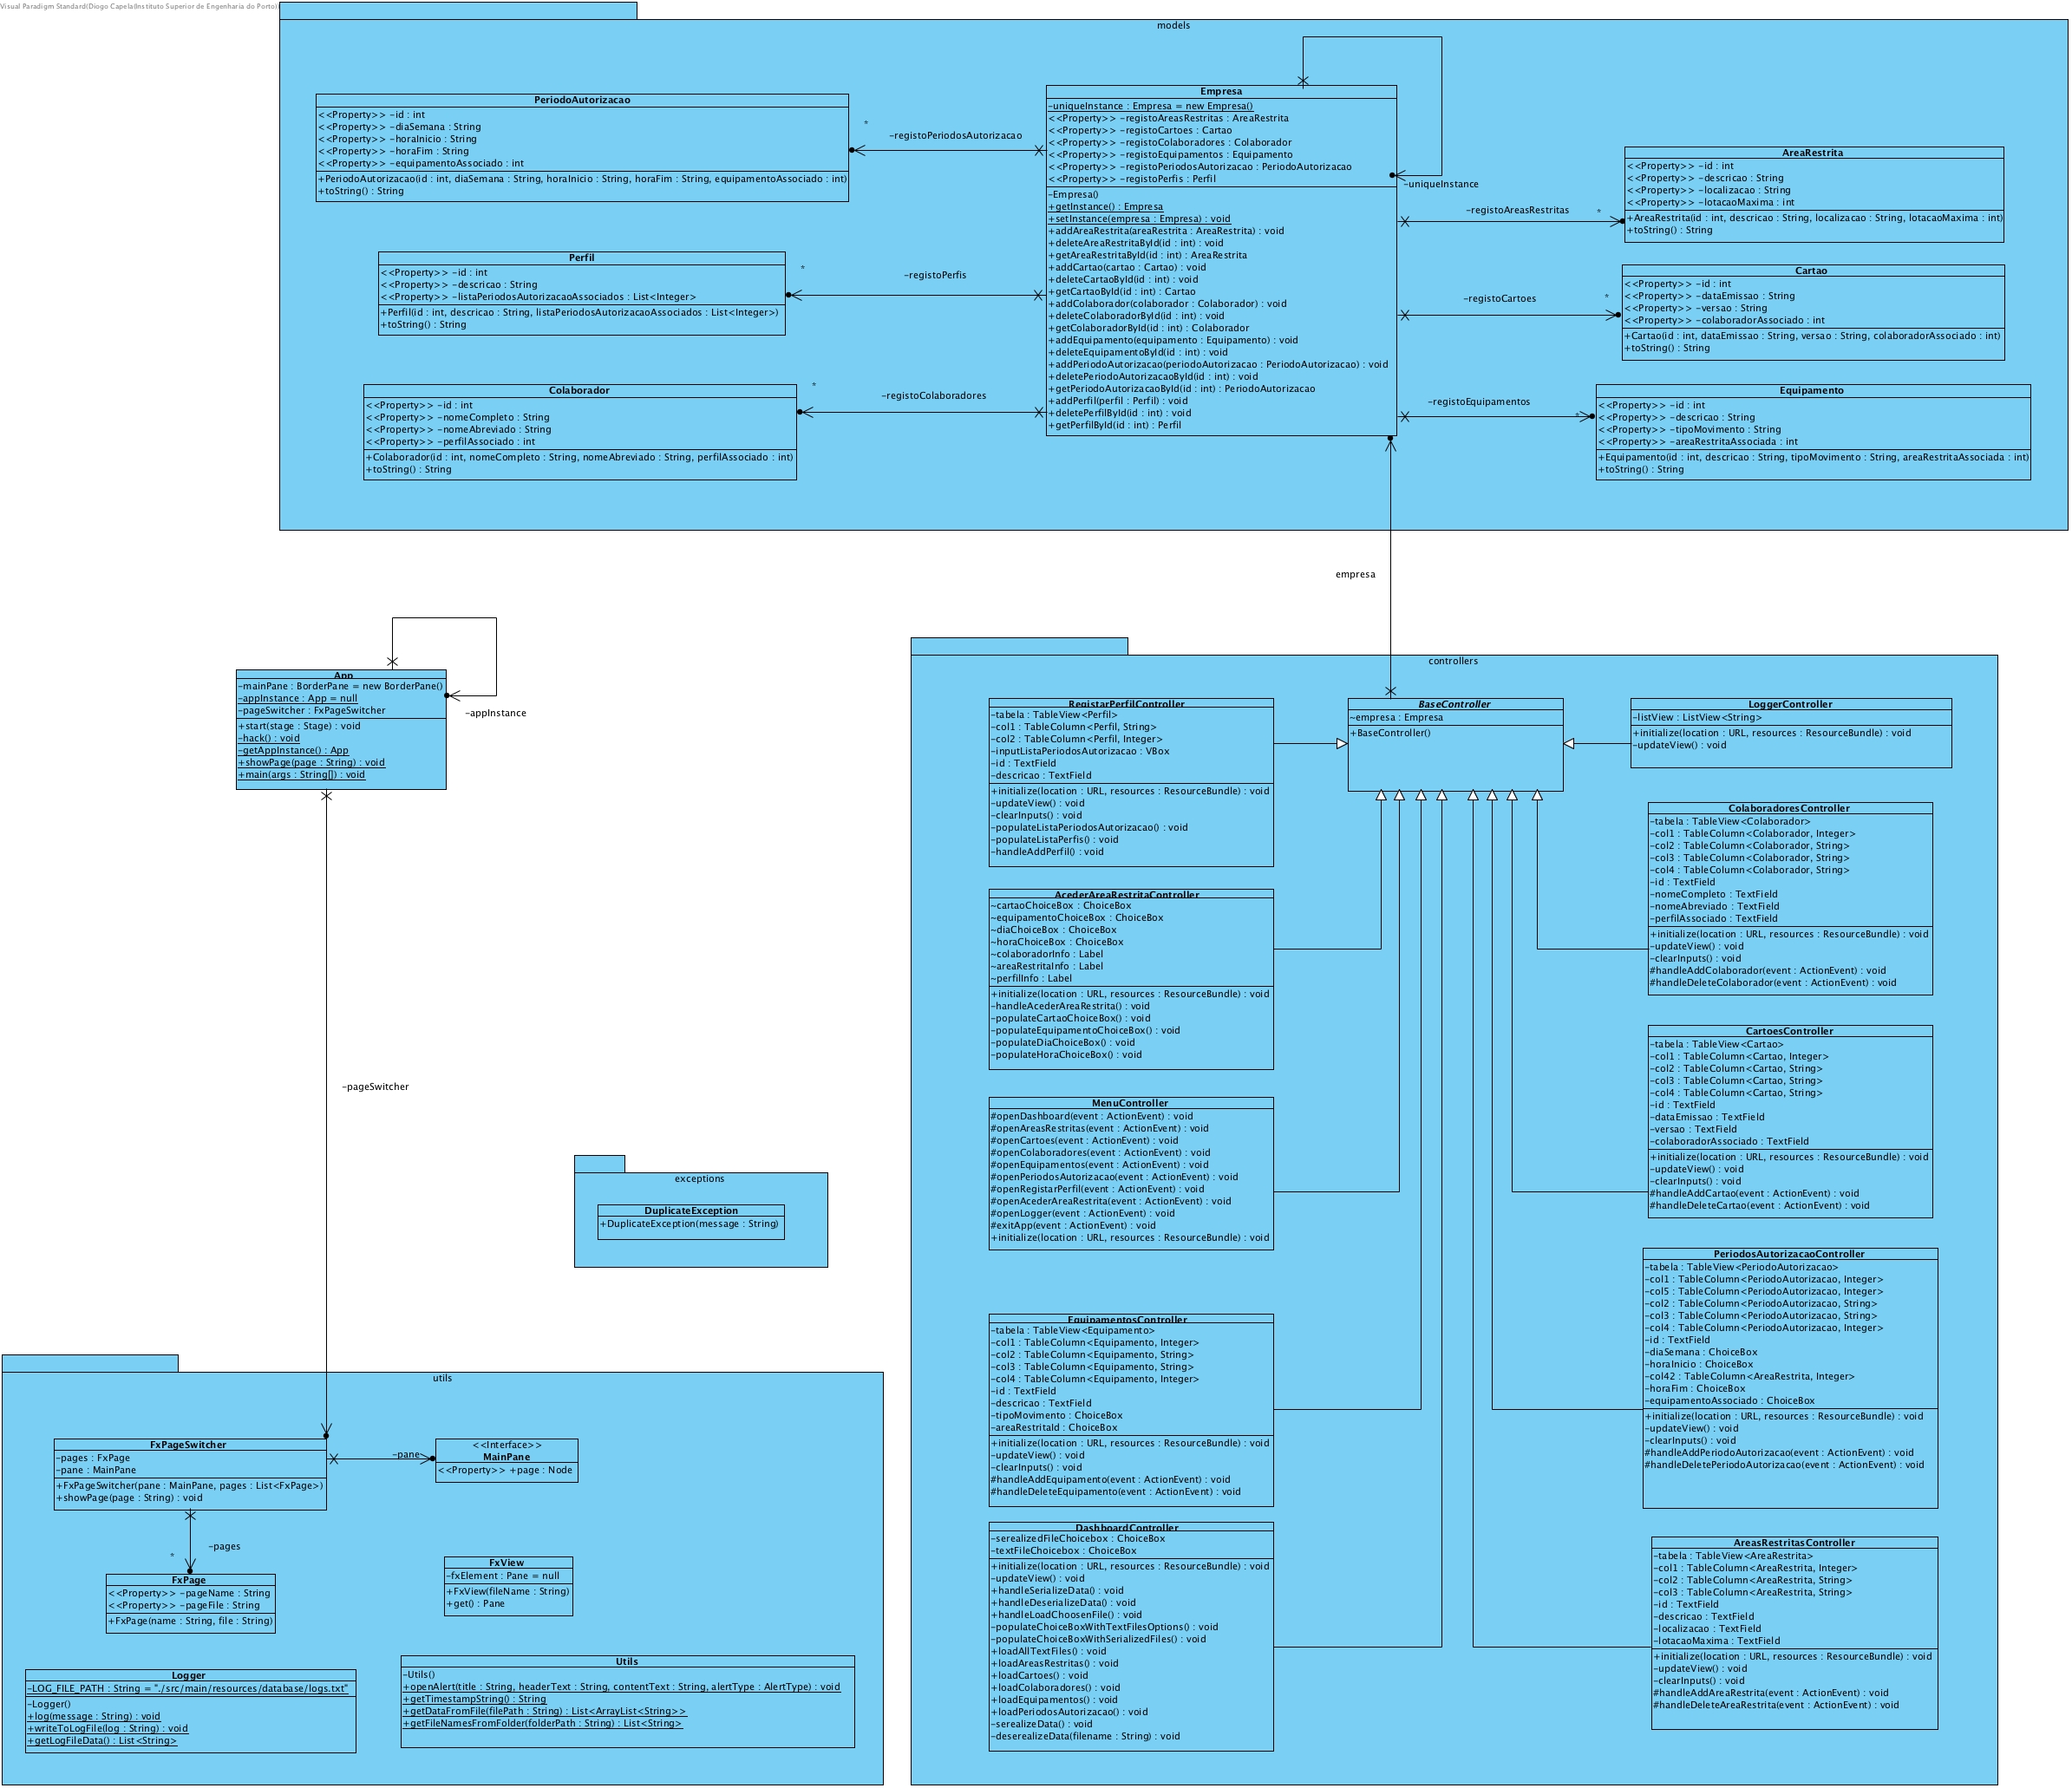 Visual Paradigm Standard(Diogo Capela(Instituto Superior de Engenharia do Porto)
models
PeriodoAutorizacao
<<Property>> -id : int
<<Property>> -diaSemana : String
<<Property>> -horaInicio : String
<<Property>> -horaFim : String
<<Property>> -equipamentoAssociado : int
+PeriodoAutorizacao(id : int, diaSemana : String, horaInicio : String, horaFim : String, equipamentoAssociado : int)
+toString() : String
*
-registoPeriodosAutorizacao
Perfil
<<Property>> -id : int
<<Property>> -descricao : String
<<Property>> -listaPeriodosAutorizacaoAssociados : List<Integer>
+Perfil(id : int, descricao : String, listaPeriodosAutorizacaoAssociados : List<Integer>)
+toString() : String
*
-registoPerfis
Colaborador
<<Property>> -id : int
<<Property>> -nomeCompleto : String
<<Property>> -nomeAbreviado : String
<<Property>> -perfilAssociado : int
+Colaborador(id : int, nomeCompleto : String, nomeAbreviado : String, perfilAssociado : int)
+toString() : String
*
-registoColaboradores
Empresa
-uniqueInstance : Empresa = new Empresa()
<<Property>> -registoAreasRestritas : AreaRestrita
<<Property>> -registoCartoes : Cartao
<<Property>> -registoColaboradores : Colaborador
<<Property>> -registoEquipamentos : Equipamento
<<Property>> -registoPeriodosAutorizacao : PeriodoAutorizacao
<<Property>> -registoPerfis : Perfil
-Empresa()
+getInstance() : Empresa
+setInstance(empresa : Empresa) : void
+addAreaRestrita(areaRestrita : AreaRestrita) : void
+deleteAreaRestritaById(id : int) : void
+getAreaRestritaById(id : int) : AreaRestrita
+addCartao(cartao : Cartao) : void
+deleteCartaoById(id : int) : void
+getCartaoById(id : int) : Cartao
+addColaborador(colaborador : Colaborador) : void
+deleteColaboradorById(id : int) : void
+getColaboradorById(id : int) : Colaborador
+addEquipamento(equipamento : Equipamento) : void
+deleteEquipamentoById(id : int) : void
+addPeriodoAutorizacao(periodoAutorizacao : PeriodoAutorizacao) : void
+deletePeriodoAutorizacaoById(id : int) : void
+getPeriodoAutorizacaoById(id : int) : PeriodoAutorizacao
+addPerfil(perfil : Perfil) : void
+deletePerfilById(id : int) : void
+getPerfilById(id : int) : Perfil
-uniqueInstance
-registoAreasRestritas
*
AreaRestrita
<<Property>> -id : int
<<Property>> -descricao : String
<<Property>> -localizacao : String
<<Property>> -lotacaoMaxima : int
+AreaRestrita(id : int, descricao : String, localizacao : String, lotacaoMaxima : int)
+toString() : String
-registoCartoes
*
Cartao
<<Property>> -id : int
<<Property>> -dataEmissao : String
<<Property>> -versao : String
<<Property>> -colaboradorAssociado : int
+Cartao(id : int, dataEmissao : String, versao : String, colaboradorAssociado : int)
+toString() : String
-registoEquipamentos
*
Equipamento
<<Property>> -id : int
<<Property>> -descricao : String
<<Property>> -tipoMovimento : String
<<Property>> -areaRestritaAssociada : int
+Equipamento(id : int, descricao : String, tipoMovimento : String, areaRestritaAssociada : int)
+toString() : String
empresa
App
-mainPane : BorderPane = new BorderPane()
-appInstance : App = null
-pageSwitcher : FxPageSwitcher
+start(stage : Stage) : void
-hack() : void
-getAppInstance() : App
+showPage(page : String) : void
+main(args : String[]) : void
-appInstance
-pageSwitcher
exceptions
DuplicateException
+DuplicateException(message : String)
controllers
RegistarPerfilController
-tabela : TableView<Perfil>
-col1 : TableColumn<Perfil, String>
-col2 : TableColumn<Perfil, Integer>
-inputListaPeriodosAutorizacao : VBox
-id : TextField
-descricao : TextField
+initialize(location : URL, resources : ResourceBundle) : void
-updateView() : void
-clearInputs() : void
-populateListaPeriodosAutorizacao() : void
-populateListaPerfis() : void
-handleAddPerfil() : void
BaseController
~empresa : Empresa
+BaseController()
LoggerController
-listView : ListView<String>
+initialize(location : URL, resources : ResourceBundle) : void
-updateView() : void
AcederAreaRestritaController
~cartaoChoiceBox : ChoiceBox
~equipamentoChoiceBox : ChoiceBox
~diaChoiceBox : ChoiceBox
~horaChoiceBox : ChoiceBox
~colaboradorInfo : Label
~areaRestritaInfo : Label
~perfilInfo : Label
+initialize(location : URL, resources : ResourceBundle) : void
-handleAcederAreaRestrita() : void
-populateCartaoChoiceBox() : void
-populateEquipamentoChoiceBox() : void
-populateDiaChoiceBox() : void
-populateHoraChoiceBox() : void
ColaboradoresController
-tabela : TableView<Colaborador>
-col1 : TableColumn<Colaborador, Integer>
-col2 : TableColumn<Colaborador, String>
-col3 : TableColumn<Colaborador, String>
-col4 : TableColumn<Colaborador, String>
-id : TextField
-nomeCompleto : TextField
-nomeAbreviado : TextField
-perfilAssociado : TextField
+initialize(location : URL, resources : ResourceBundle) : void
-updateView() : void
-clearInputs() : void
#handleAddColaborador(event : ActionEvent) : void
#handleDeleteColaborador(event : ActionEvent) : void
MenuController
#openDashboard(event : ActionEvent) : void
#openAreasRestritas(event : ActionEvent) : void
#openCartoes(event : ActionEvent) : void
#openColaboradores(event : ActionEvent) : void
#openEquipamentos(event : ActionEvent) : void
#openPeriodosAutorizacao(event : ActionEvent) : void
#openRegistarPerfil(event : ActionEvent) : void
#openAcederAreaRestrita(event : ActionEvent) : void
#openLogger(event : ActionEvent) : void
#exitApp(event : ActionEvent) : void
+initialize(location : URL, resources : ResourceBundle) : void
CartoesController
-tabela : TableView<Cartao>
-col1 : TableColumn<Cartao, Integer>
-col2 : TableColumn<Cartao, String>
-col3 : TableColumn<Cartao, String>
-col4 : TableColumn<Cartao, String>
-id : TextField
-dataEmissao : TextField
-versao : TextField
-colaboradorAssociado : TextField
+initialize(location : URL, resources : ResourceBundle) : void
-updateView() : void
-clearInputs() : void
#handleAddCartao(event : ActionEvent) : void
#handleDeleteCartao(event : ActionEvent) : void
EquipamentosController
-tabela : TableView<Equipamento>
-col1 : TableColumn<Equipamento, Integer>
-col2 : TableColumn<Equipamento, String>
-col3 : TableColumn<Equipamento, String>
-col4 : TableColumn<Equipamento, Integer>
-id : TextField
-descricao : TextField
-tipoMovimento : ChoiceBox
-areaRestritaId : ChoiceBox
+initialize(location : URL, resources : ResourceBundle) : void
-updateView() : void
-clearInputs() : void
#handleAddEquipamento(event : ActionEvent) : void
#handleDeleteEquipamento(event : ActionEvent) : void
PeriodosAutorizacaoController
-tabela : TableView<PeriodoAutorizacao>
-col1 : TableColumn<PeriodoAutorizacao, Integer>
-col5 : TableColumn<PeriodoAutorizacao, Integer>
-col2 : TableColumn<PeriodoAutorizacao, String>
-col3 : TableColumn<PeriodoAutorizacao, String>
-col4 : TableColumn<PeriodoAutorizacao, Integer>
-id : TextField
-diaSemana : ChoiceBox
-horaInicio : ChoiceBox
-col42 : TableColumn<AreaRestrita, Integer>
-horaFim : ChoiceBox
-equipamentoAssociado : ChoiceBox
+initialize(location : URL, resources : ResourceBundle) : void
-updateView() : void
-clearInputs() : void
#handleAddPeriodoAutorizacao(event : ActionEvent) : void
#handleDeletePeriodoAutorizacao(event : ActionEvent) : void
DashboardController
-serealizedFileChoicebox : ChoiceBox
-textFileChoicebox : ChoiceBox
+initialize(location : URL, resources : ResourceBundle) : void
-updateView() : void
+handleSerializeData() : void
+handleDeserializeData() : void
+handleLoadChoosenFile() : void
-populateChoiceBoxWithTextFilesOptions() : void
-populateChoiceBoxWithSerializedFiles() : void
+loadAllTextFiles() : void
+loadAreasRestritas() : void
+loadCartoes() : void
+loadColaboradores() : void
+loadEquipamentos() : void
+loadPeriodosAutorizacao() : void
-serealizeData() : void
-deserealizeData(filename : String) : void
AreasRestritasController
-tabela : TableView<AreaRestrita>
-col1 : TableColumn<AreaRestrita, Integer>
-col2 : TableColumn<AreaRestrita, String>
-col3 : TableColumn<AreaRestrita, String>
-id : TextField
-descricao : TextField
-localizacao : TextField
-lotacaoMaxima : TextField
+initialize(location : URL, resources : ResourceBundle) : void
-updateView() : void
-clearInputs() : void
#handleAddAreaRestrita(event : ActionEvent) : void
#handleDeleteAreaRestrita(event : ActionEvent) : void
utils
FxPageSwitcher
-pages : FxPage
-pane : MainPane
+FxPageSwitcher(pane : MainPane, pages : List<FxPage>)
+showPage(page : String) : void
-pane
<<Interface>>
MainPane
<<Property>> +page : Node
-pages
*
FxPage
<<Property>> -pageName : String
<<Property>> -pageFile : String
+FxPage(name : String, file : String)
FxView
-fxElement : Pane = null
+FxView(fileName : String)
+get() : Pane
Logger
-LOG_FILE_PATH : String = "./src/main/resources/database/logs.txt"
-Logger()
+log(message : String) : void
+writeToLogFile(log : String) : void
+getLogFileData() : List<String>
Utils
-Utils()
+openAlert(title : String, headerText : String, contentText : String, alertType : AlertType) : void
+getTimestampString() : String
+getDataFromFile(filePath : String) : List<ArrayList<String>>
+getFileNamesFromFolder(folderPath : String) : List<String>